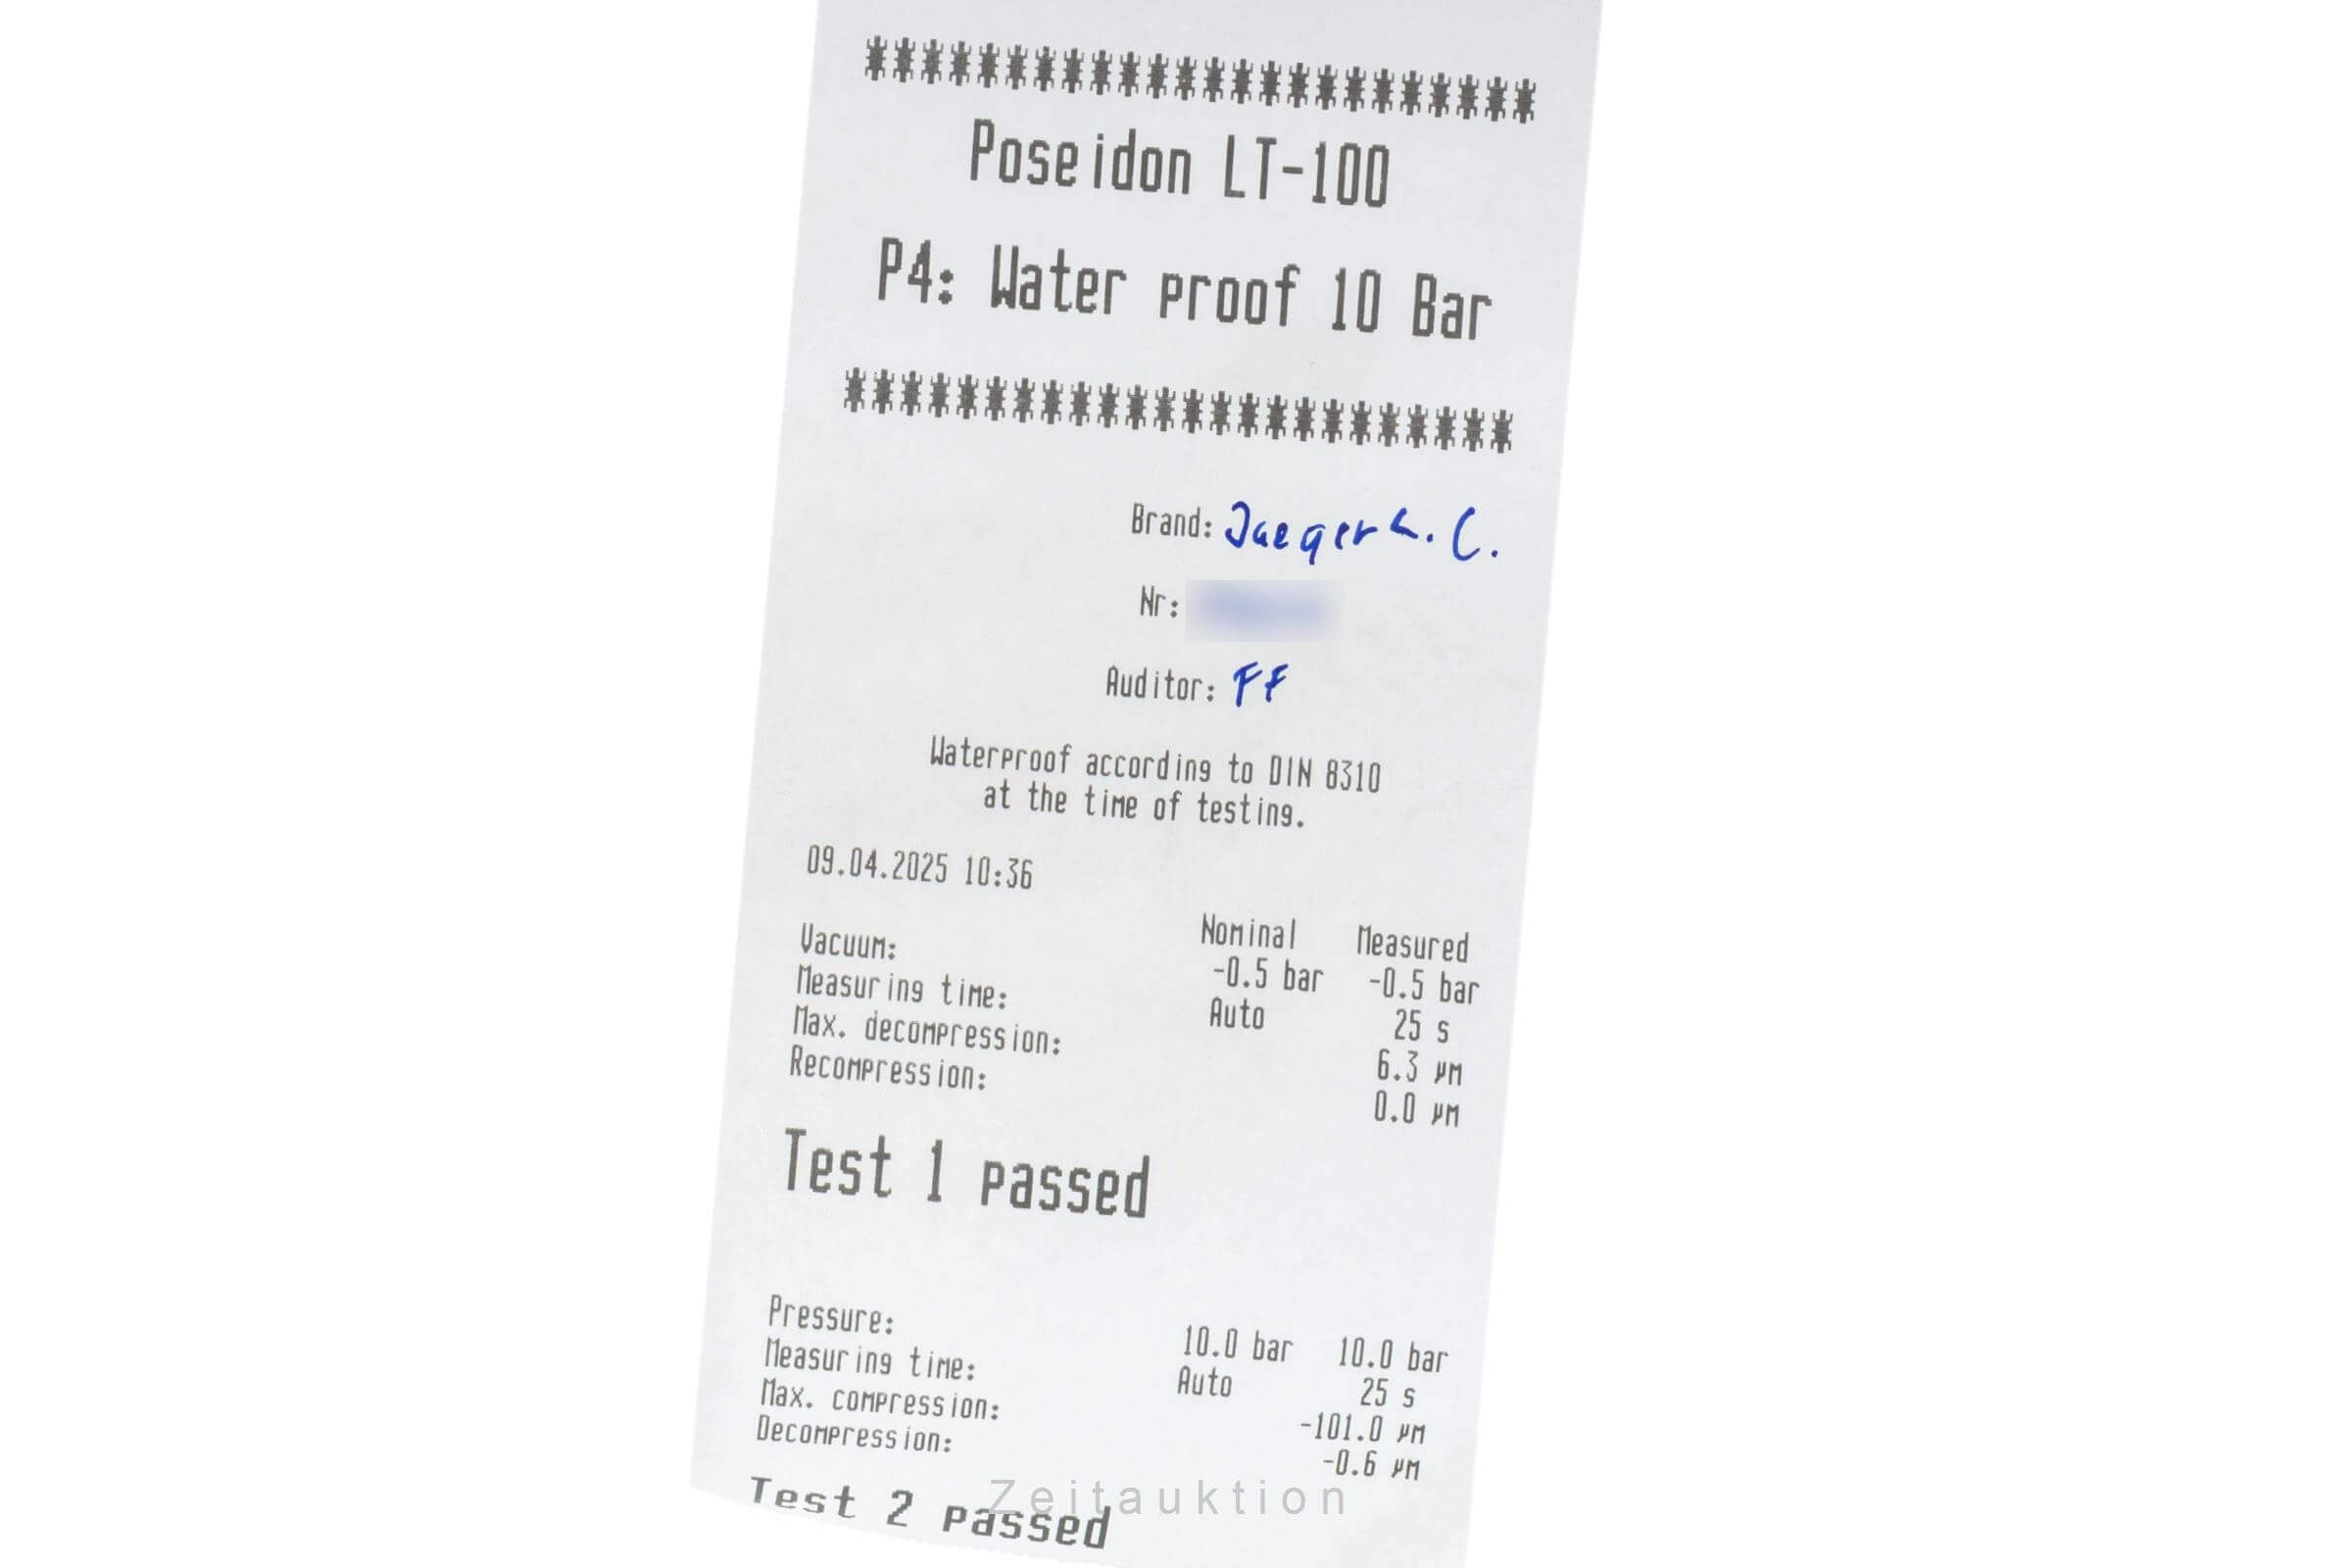 ************************
Poseidon LT-100
P4: Water proof 10 Bar
************************
Brand: Jaeger L. C.
Nr:
Auditor: FF
Waterproof according to DIN 8310
at the time of testing.
09.04.2025 10:36
Nominal Measured
Vacuum: -0.5 bar -0.5 bar
Measuring time: Auto 25 s
Max. decompression: 6.3 µm
Recompression: 0.0 µm
Test 1 passed
Pressure: 10.0 bar 10.0 bar
Measuring time: Auto 25 s
Max. compression: -101.0 µm
Decompression: -0.6 µm
Test 2 passed
Zeitauktion